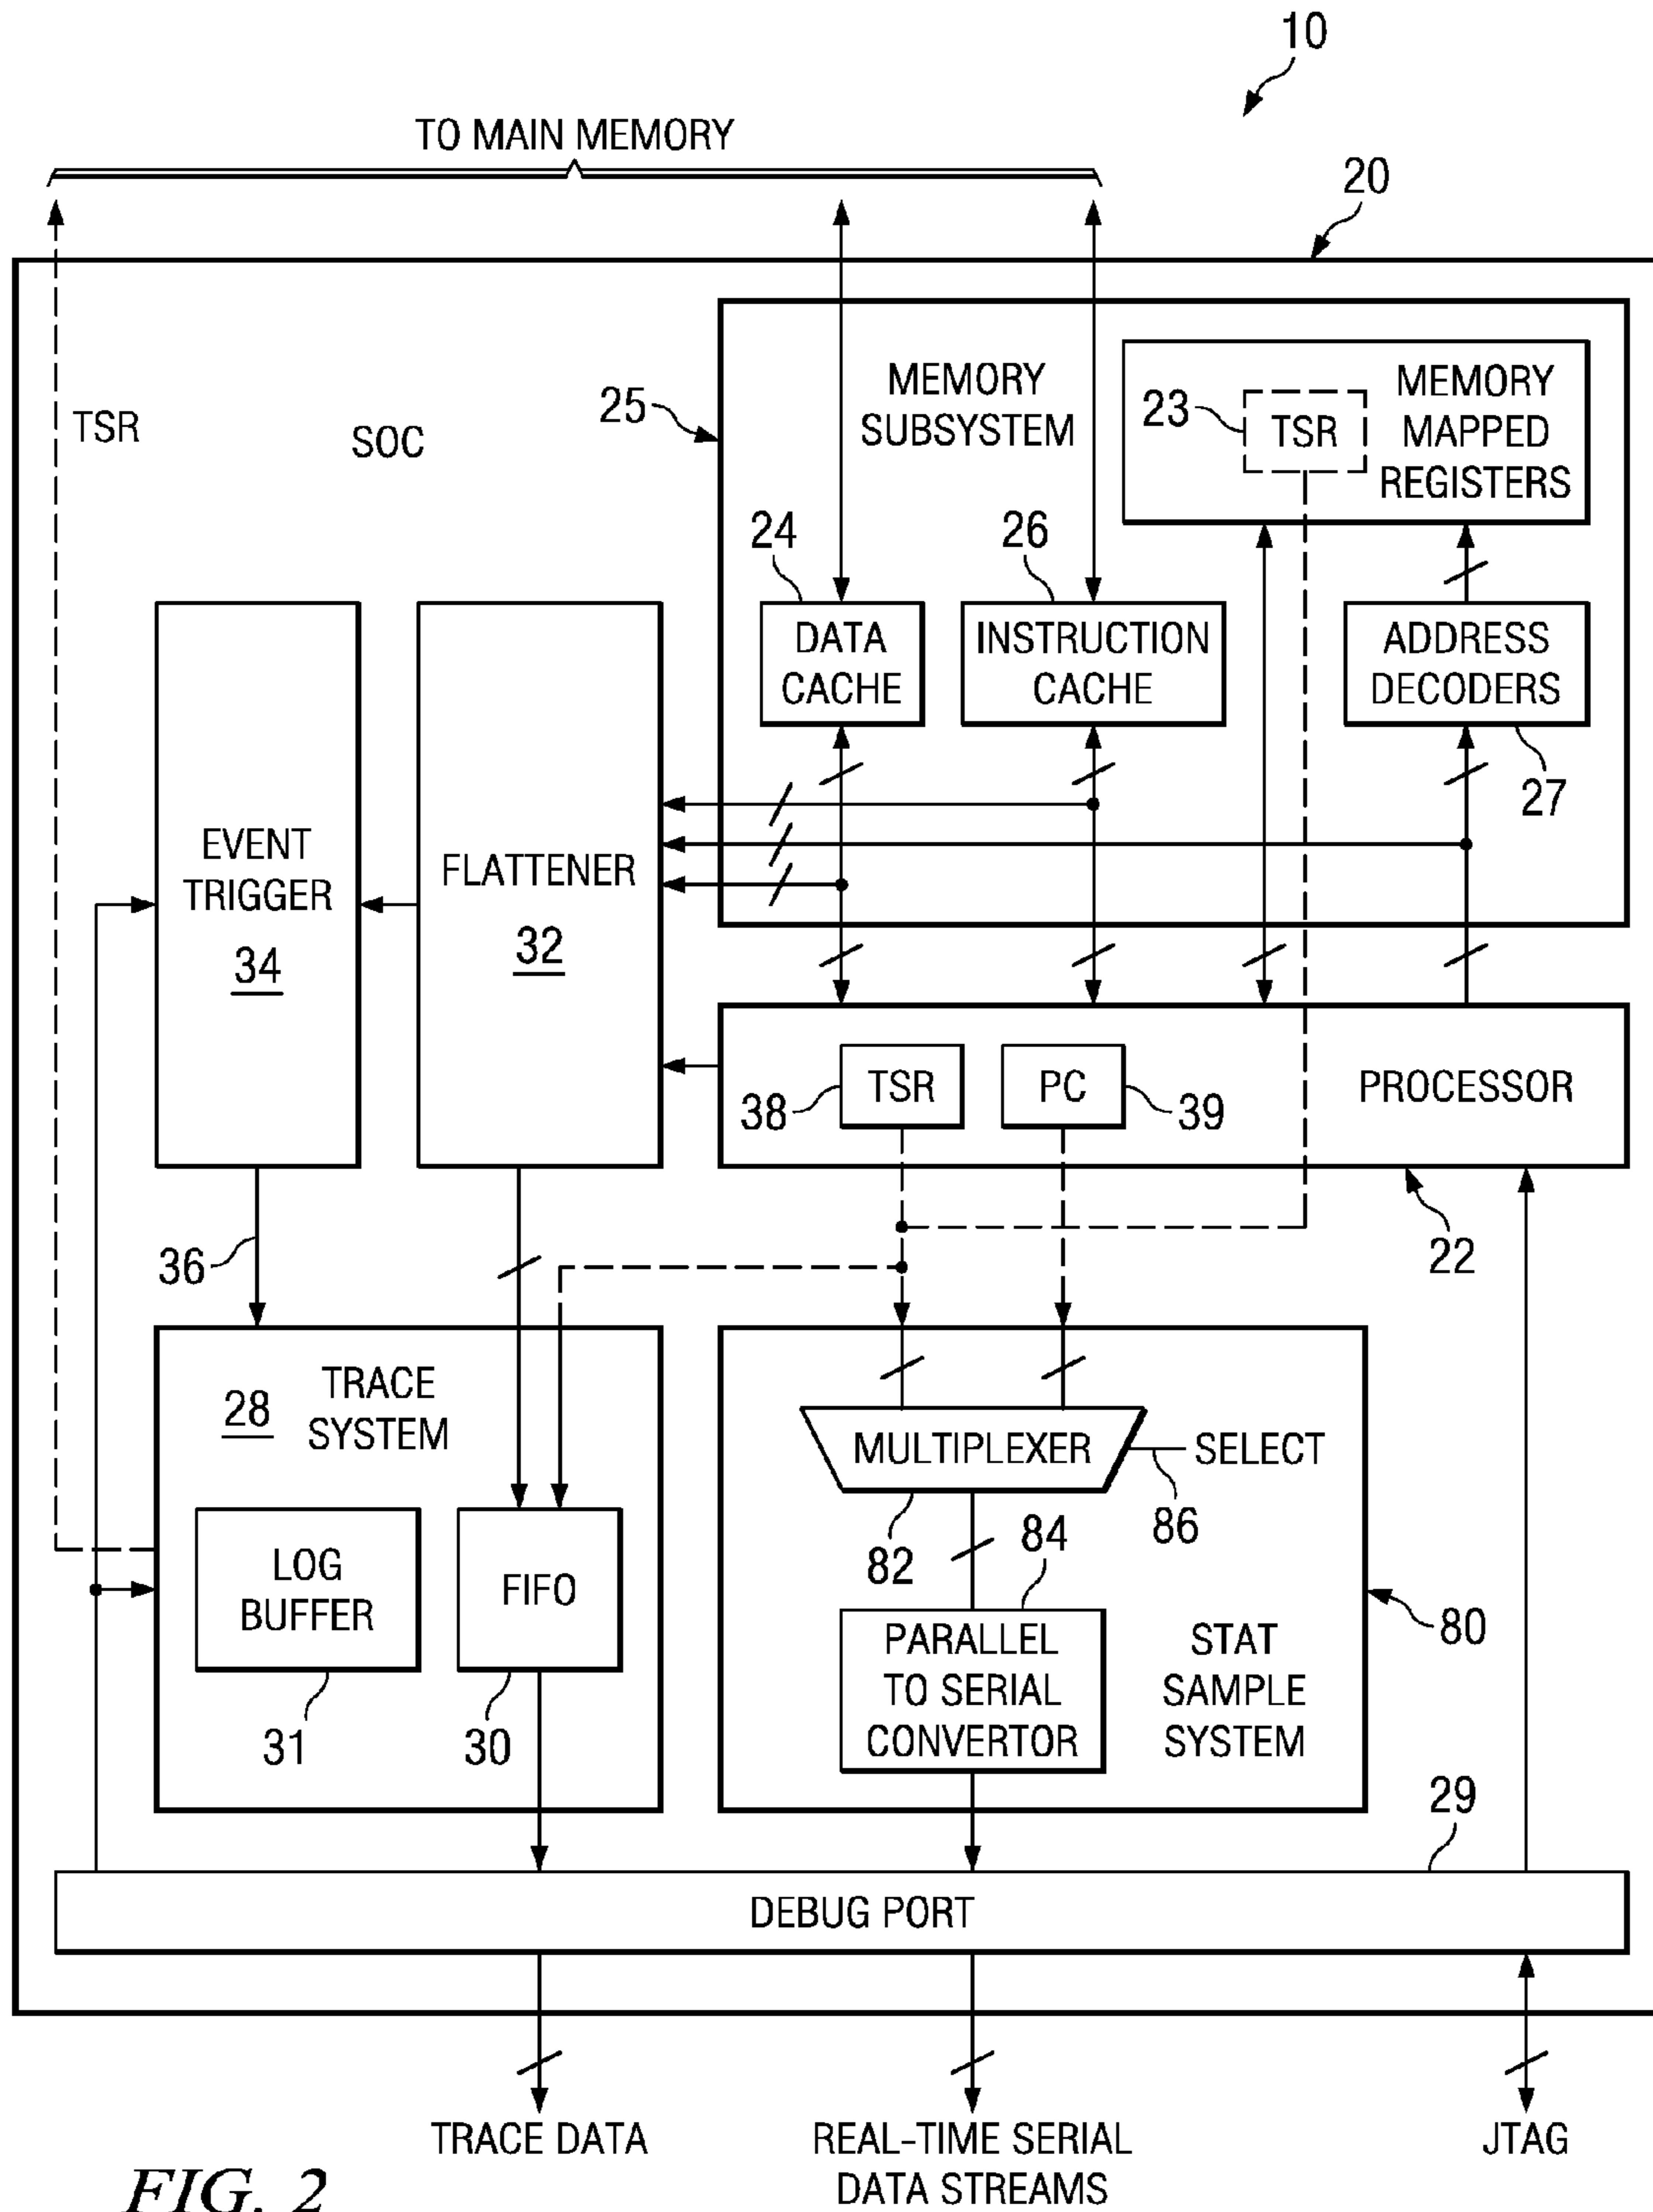 10
TO MAIN MEMORY
20
TSR
SOC
25
MEMORY
SUBSYSTEM
23
TSR
MEMORY
MAPPED
REGISTERS
24
26
DATA
CACHE
INSTRUCTION
CACHE
ADDRESS
DECODERS
27
EVENT
TRIGGER
34
FLATTENER
32
38
TSR
PC
39
PROCESSOR
22
36
28
TRACE
SYSTEM
MULTIPLEXER
SELECT
86
82
84
LOG
BUFFER
31
FIFO
30
PARALLEL
TO SERIAL
CONVERTOR
STAT
SAMPLE
SYSTEM
80
29
DEBUG PORT
TRACE DATA
REAL-TIME SERIAL
DATA STREAMS
JTAG
FIG. 2